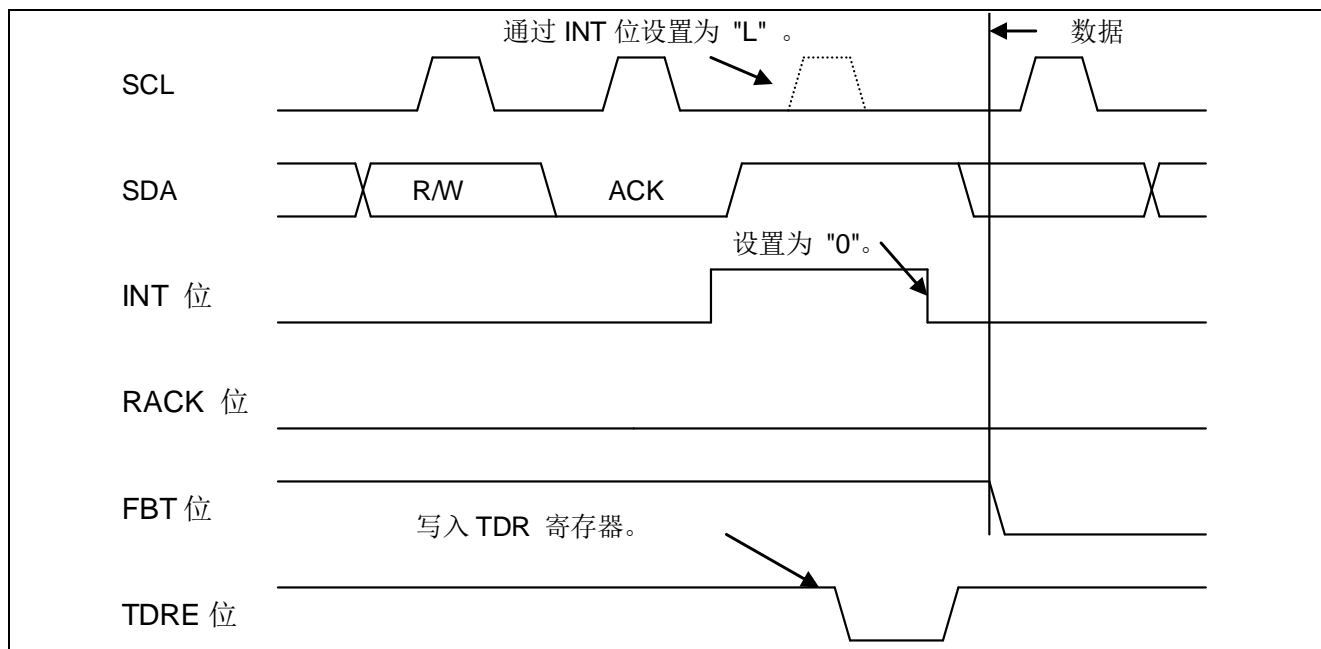 通过 INT 位设置为 "L" 。
数据
SCL
SDA
R/W
ACK
设置为 "0"。
INT 位
RACK 位
FBT 位
写入 TDR 寄存器。
TDRE 位